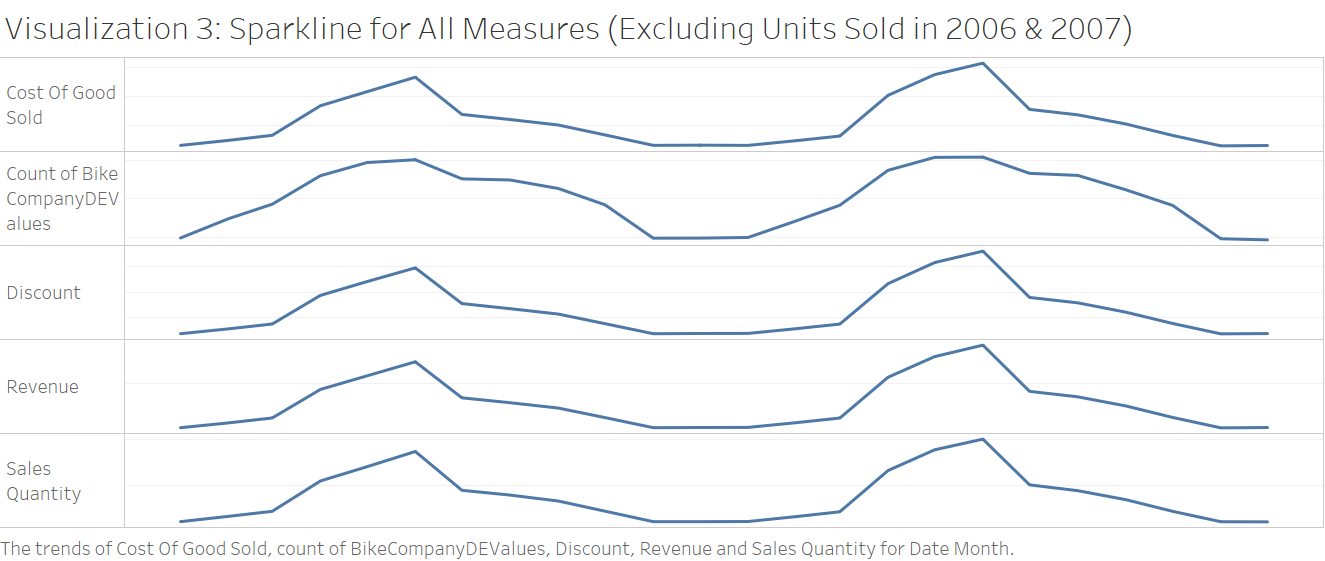 Visualization 3: Sparkline for All Measures (Excluding Units Sold in 2006 & 2007)
Cost Of Good
Sold
Count of Bike
CompanyDEV
alues
Discount
Revenue
Sales
Quantity
The trends of Cost Of Good Sold, count of BikeCompanyDEValues, Discount, Revenue and Sales Quantity for Date Month.